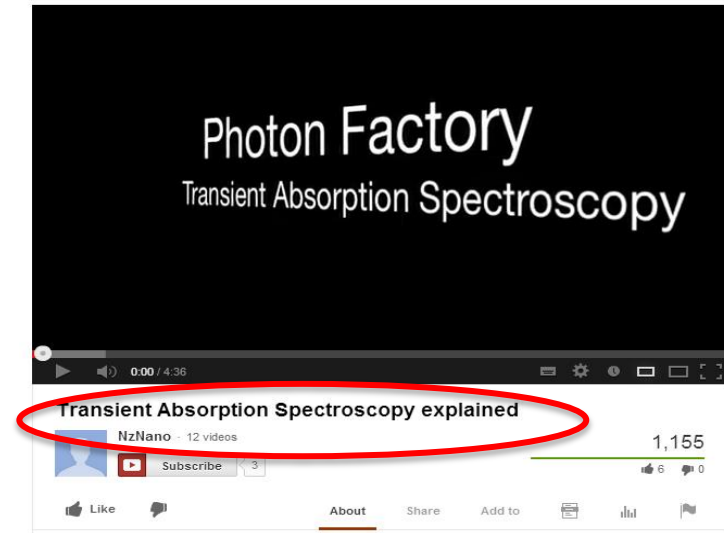 Photon Factory
Transient Absorption Spectroscopy
0:00 / 4:36
Transient Absorption Spectroscopy explained
NzNano · 12 videos
Subscribe 3
1,155
6 0
Like About Share Add to